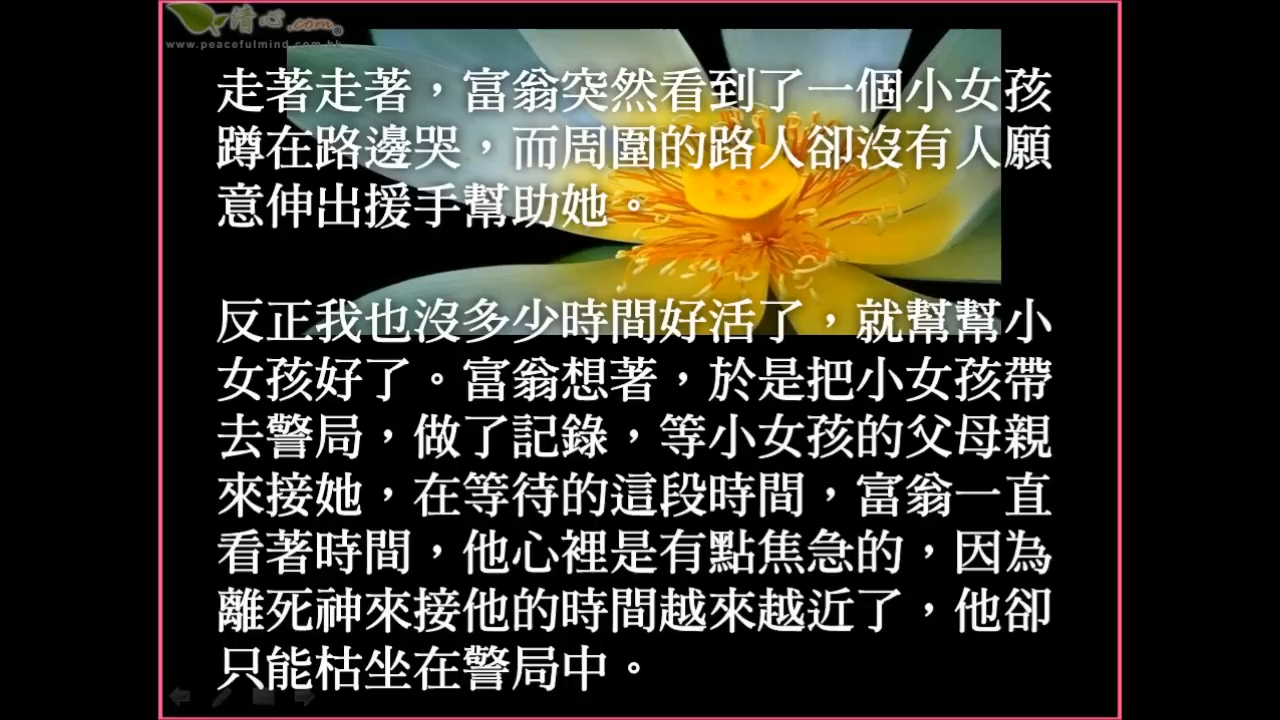 清心.com
www.peacefulmind.com.hk
走著走著，富翁突然看到了一個小女孩
蹲在路邊哭，而周圍的路人卻沒有人願
意伸出援手幫助她。
反正我也沒多少時間好活了，就幫幫小
女孩好了。富翁想著，於是把小女孩帶
去警局，做了記錄，等小女孩的父母親
來接她，在等待的這段時間，富翁一直
看著時間，他心裡是有點焦急的，因為
離死神來接他的時間越來越近了，他卻
只能枯坐在警局中。